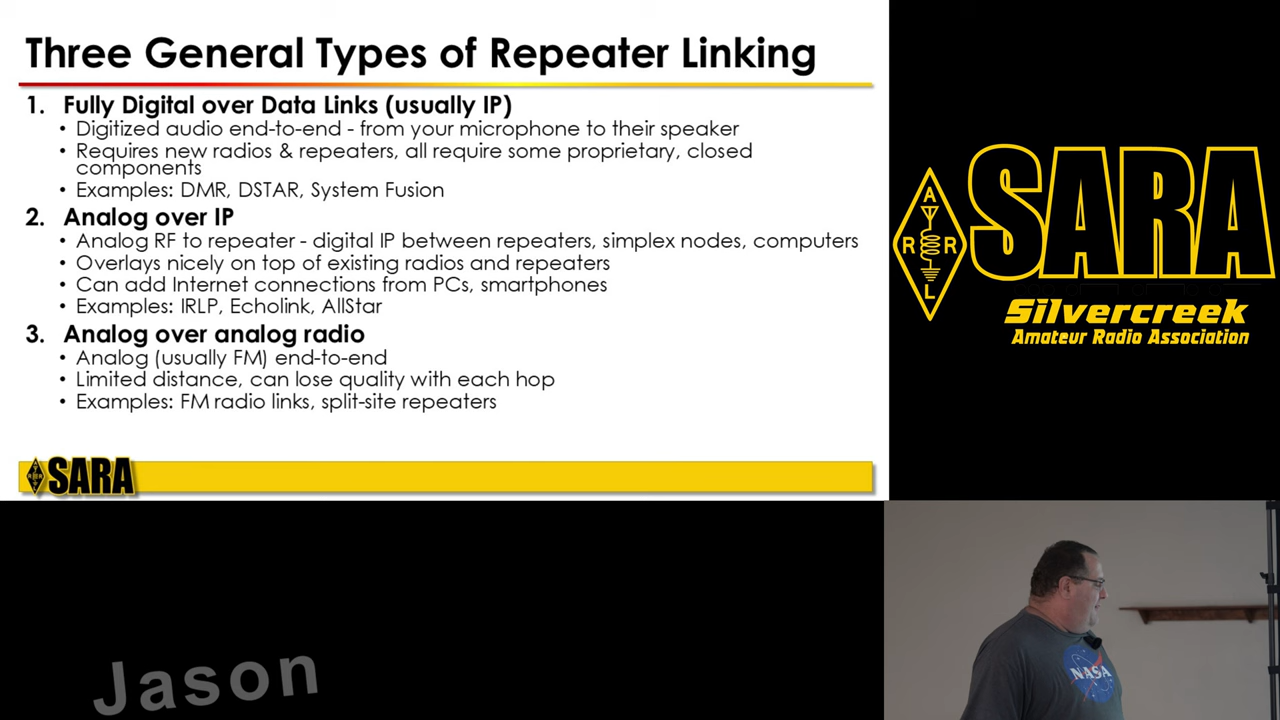 Three General Types of Repeater Linking
1. Fully Digital over Data Links (usually IP)
• Digitized audio end-to-end - from your microphone to their speaker
• Requires new radios & repeaters, all require some proprietary, closed
components
• Examples: DMR, DSTAR, System Fusion
2. Analog over IP
• Analog RF to repeater - digital IP between repeaters, simplex nodes, computers
• Overlays nicely on top of existing radios and repeaters
• Can add Internet connections from PCs, smartphones
• Examples: IRLP, Echolink, AllStar
3. Analog over analog radio
• Analog (usually FM) end-to-end
• Limited distance, can lose quality with each hop
• Examples: FM radio links, split-site repeaters
SARA
A
R R
L
SARA
Silvercreek
Amateur Radio Association
Jason
NASA